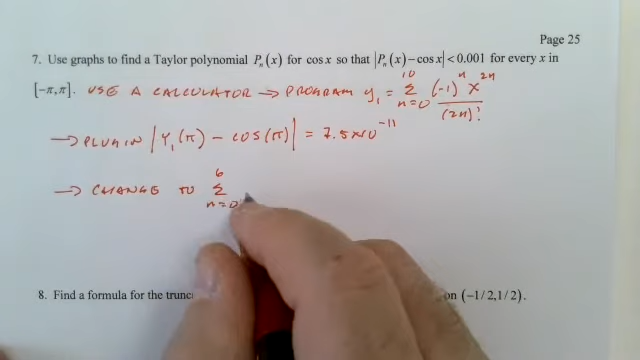 Page 25
7. Use graphs to find a Taylor polynomial Pₙ(x) for cos x so that |Pₙ(x) − cos x| < 0.001 for every x in
[−π, π]. USE A CALCULATOR → PROGRAM y₁ = Σ_{n=0}^{10} (-1)ⁿ x²ⁿ / (2n)!
→ PLUG IN |Y₁(π) − COS(π)| = 7.5×10⁻¹¹
→ CHANGE TO Σ_{n=0}^{6}
8. Find a formula for the trunc on (−1/2, 1/2).